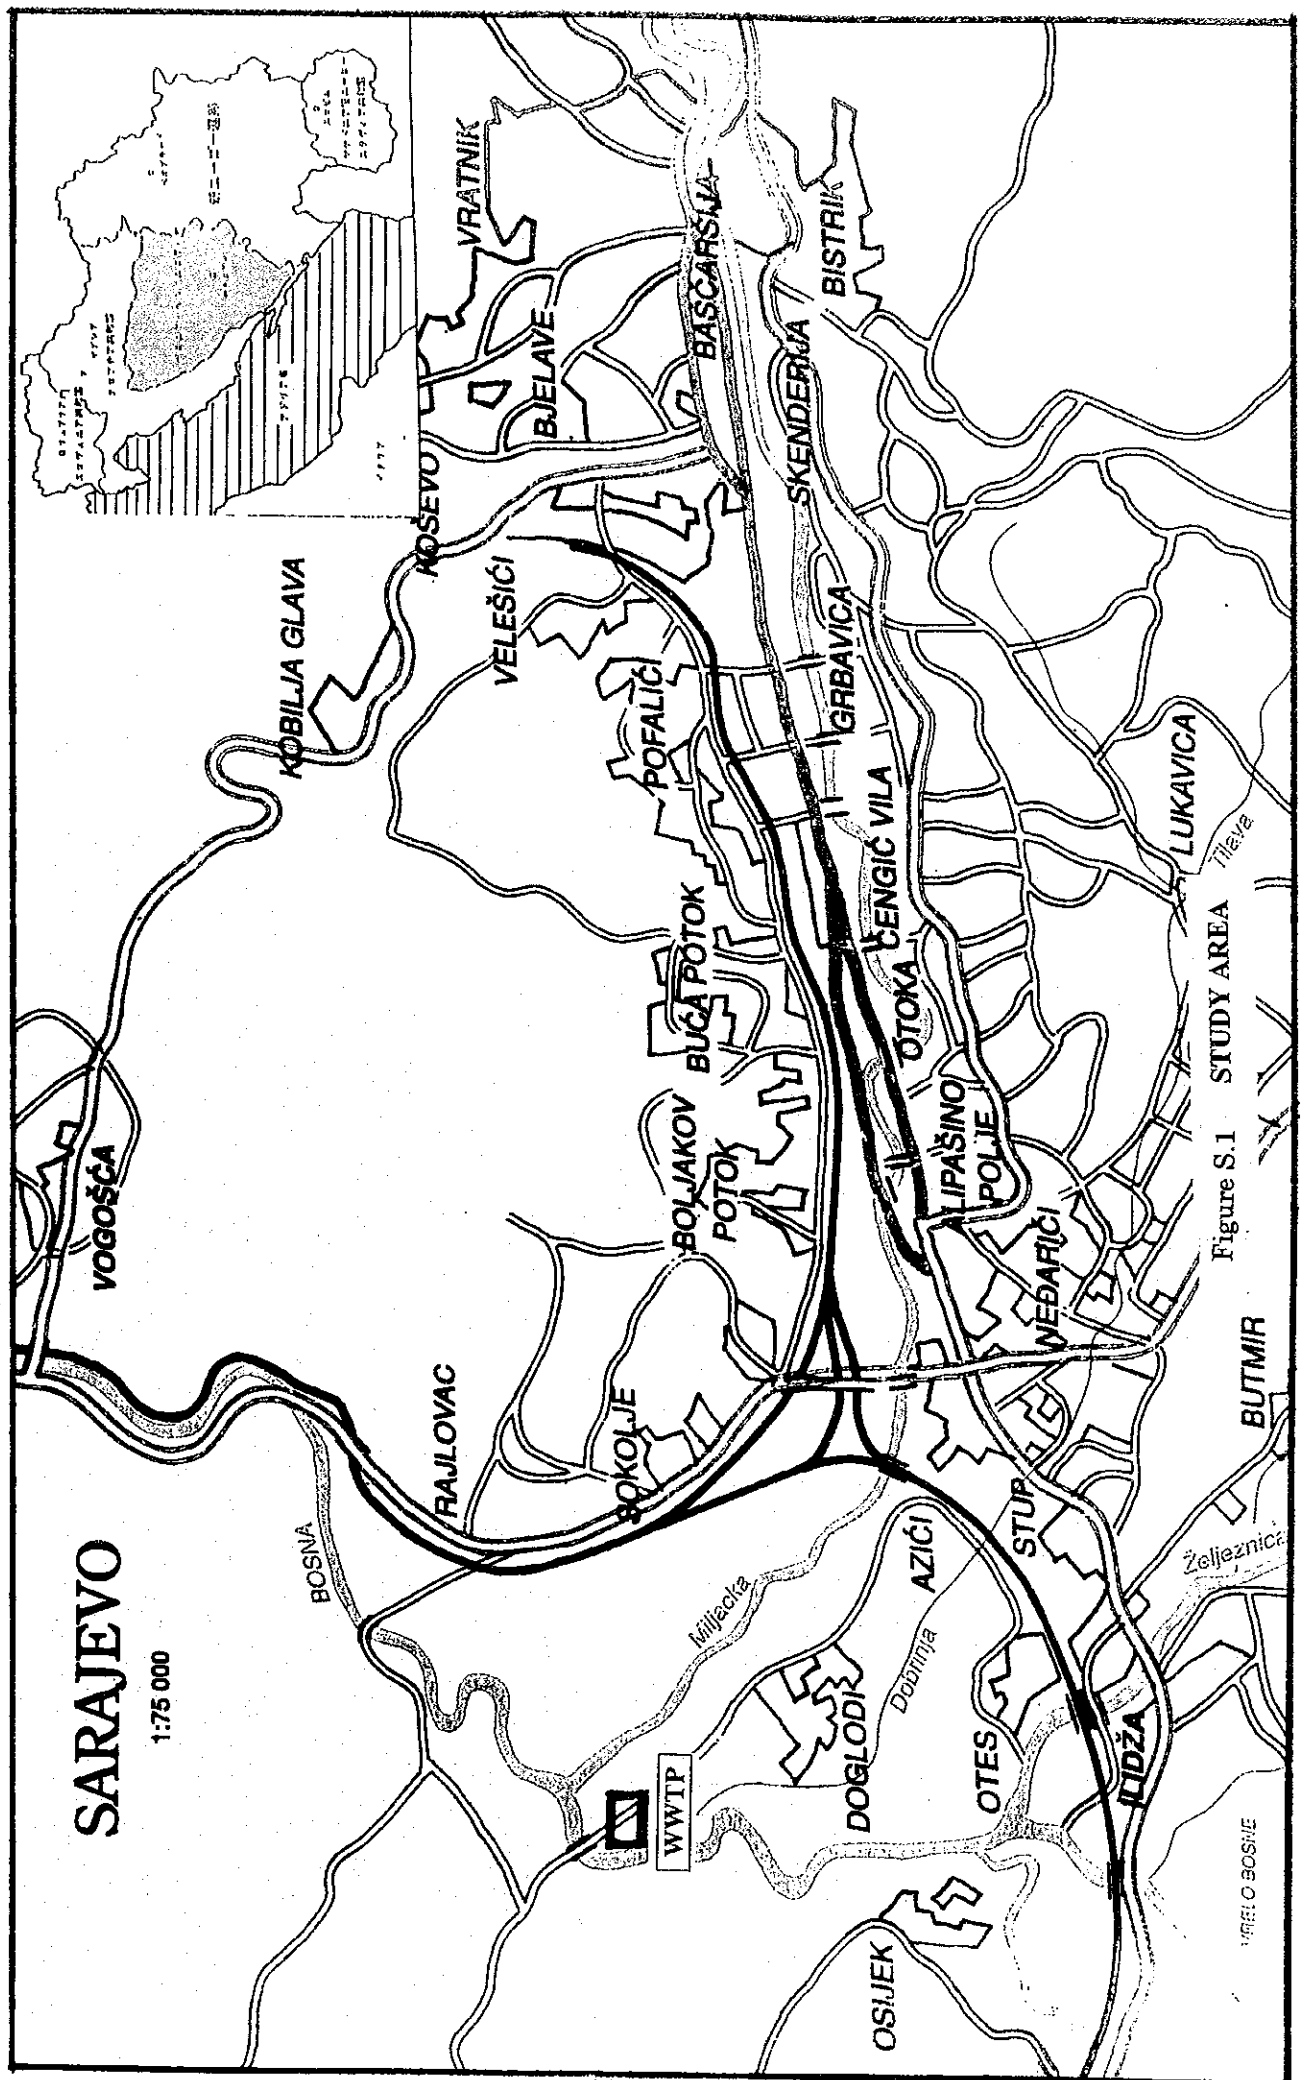 SARAJEVO
1:75 000
VOGOŠĆA
KOBILJA GLAVA
BOSNA
RAJLOVAC
KOŠEVO
VRATNIK
VELEŠIĆI
BJELAVE
SOKOLJE
WWTP
BOLJAKOV
POTOK
BUĆA POTOK
POFALIĆI
BAŠČARŠIJA
Miljacka
SKENDERIJA
BISTRIK
GRBAVICA
DOGLODI
OSIJEK
Dobrinja
AZIĆI
ČENGIĆ VILA
OTOKA
ALIPAŠINO
POLJE
OTES
STUP
NEĐARIĆI
ILIDŽA
LUKAVICA
Tilava
Željeznica
BUTMIR
VRELO BOSNE
Figure S.1 STUDY AREA